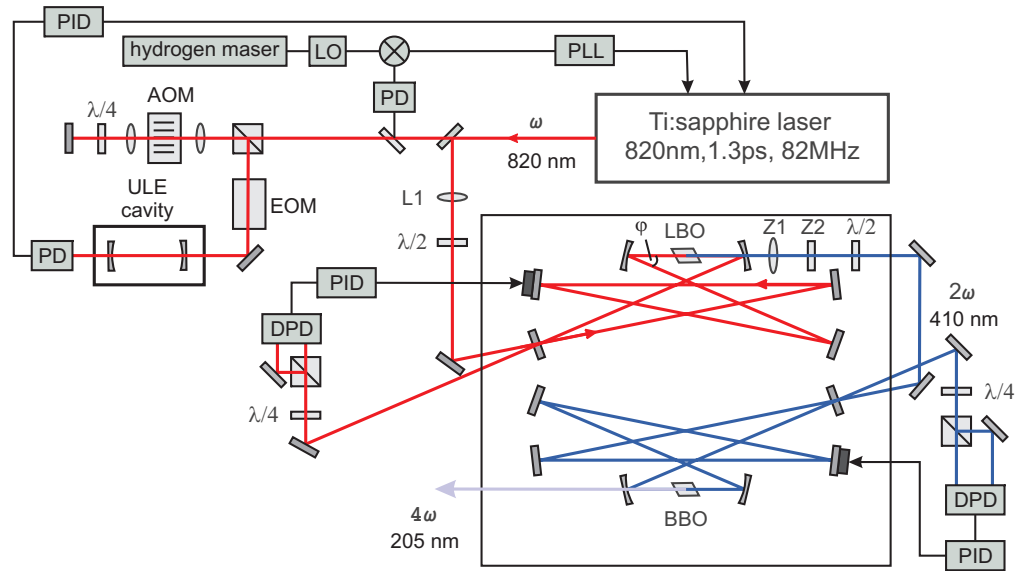 PID
hydrogen maser
LO
PLL
PD
AOM
λ/4
ω
820 nm
Ti:sapphire laser
820nm,1.3ps, 82MHz
ULE
cavity
EOM
L1
λ/2
PD
φ
LBO
Z1
Z2
λ/2
PID
DPD
λ/4
2ω
410 nm
λ/4
BBO
4ω
205 nm
DPD
PID